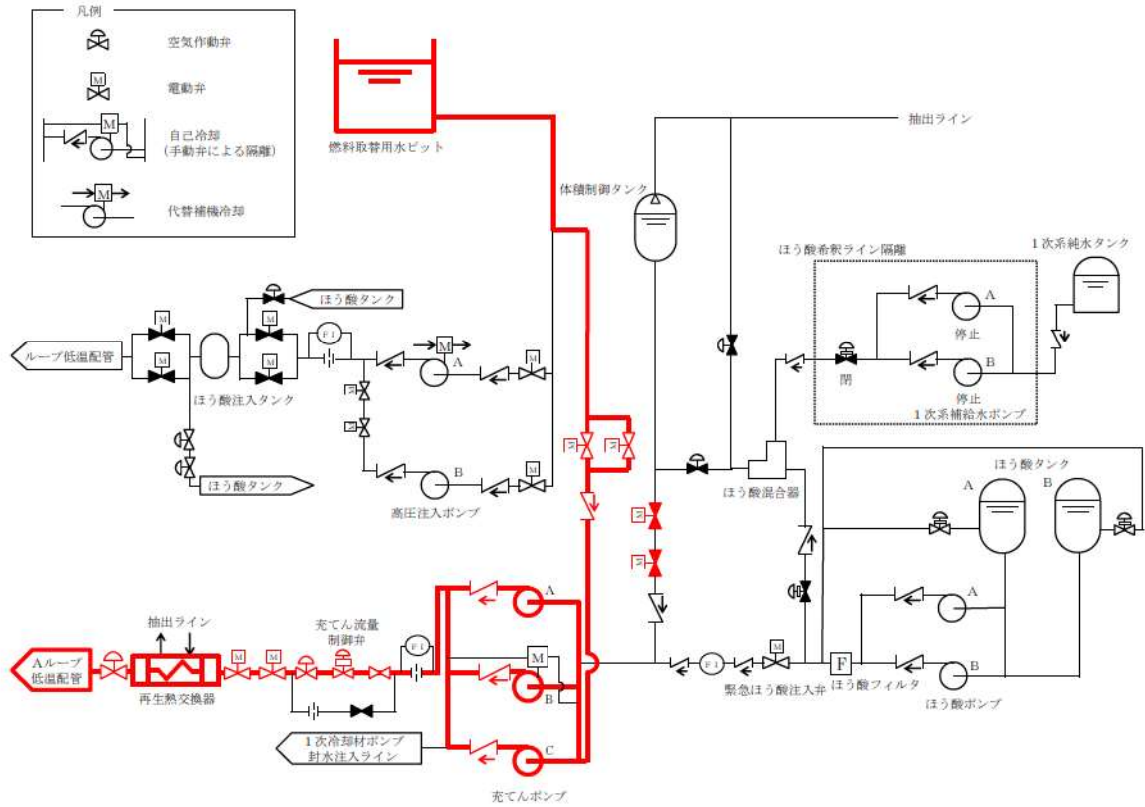 凡例
空気作動弁
M
電動弁
M
自己冷却
(手動弁による隔離)
M
代替補機冷却
燃料取替用水ピット
抽出ライン
体積制御タンク
ほう酸希釈ライン隔離
1次系純水タンク
A
停止
B
閉
停止
1次系補給水ポンプ
ほう酸タンク
M
M
FI
M
A
M
ループ低温配管
M
M
ほう酸注入タンク
M
M
B
M
ほう酸タンク
高圧注入ポンプ
M
M
ほう酸混合器
ほう酸タンク
A
B
M
M
A
抽出ライン
充てん流量
制御弁
FI
A
M
M
M
B
Aループ
低温配管
再生熱交換器
FI
M
緊急ほう酸注入弁
F
ほう酸フィルタ
B
ほう酸ポンプ
1次冷却材ポンプ
封水注入ライン
C
充てんポンプ